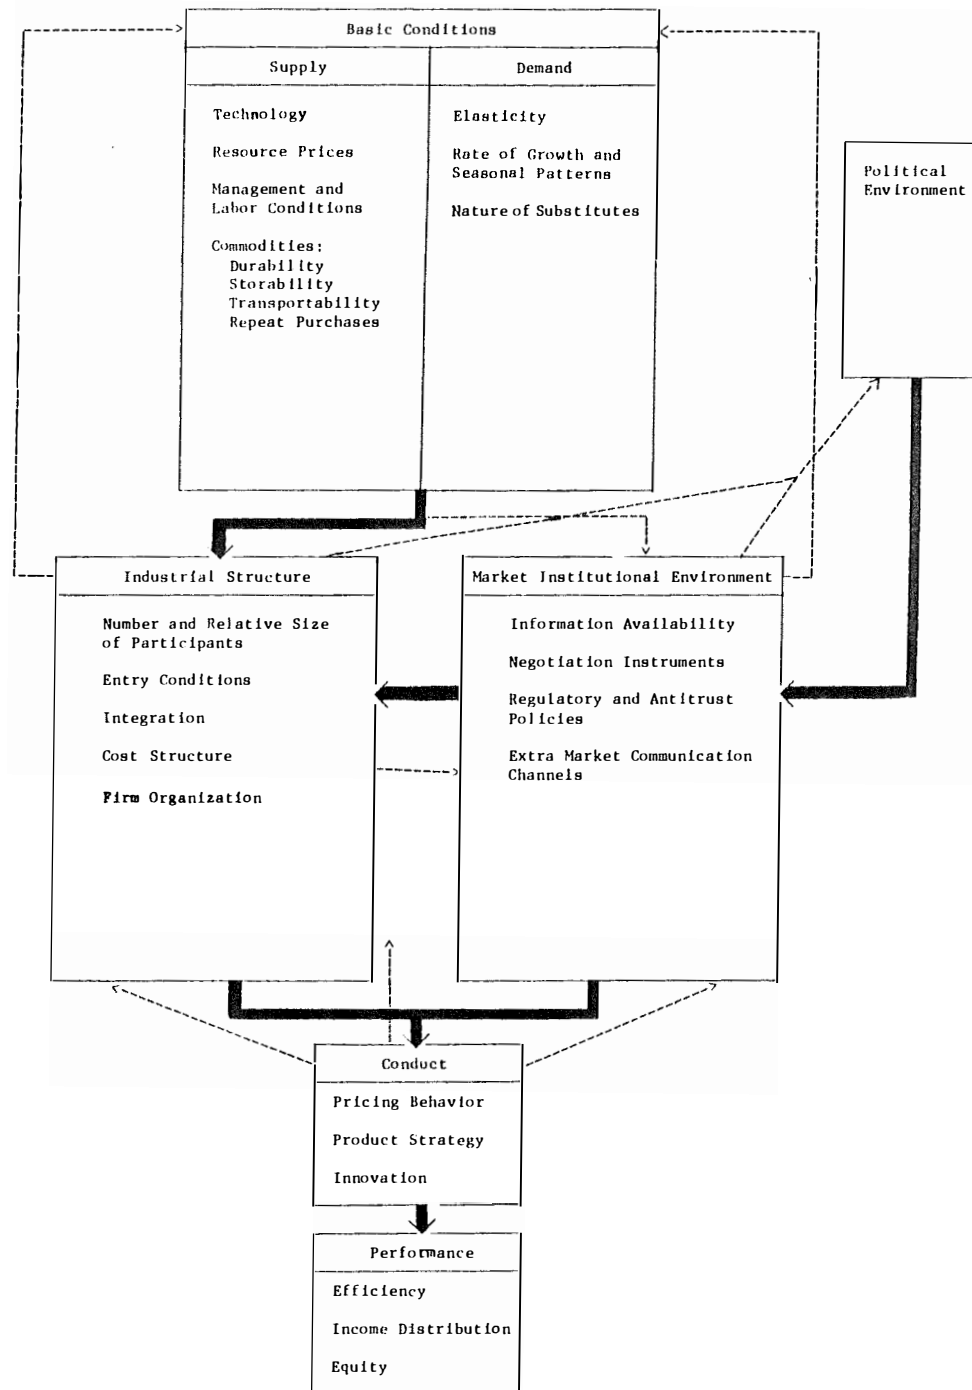 Basic Conditions
Supply
Technology
Resource Prices
Management and
Labor Conditions
Commodities:
Durability
Storability
Transportability
Repeat Purchases
Demand
Elasticity
Rate of Growth and
Seasonal Patterns
Nature of Substitutes
Political
Environment
Industrial Structure
Number and Relative Size
of Participants
Entry Conditions
Integration
Cost Structure
Firm Organization
Market Institutional Environment
Information Availability
Negotiation Instruments
Regulatory and Antitrust
Policies
Extra Market Communication
Channels
Conduct
Pricing Behavior
Product Strategy
Innovation
Performance
Efficiency
Income Distribution
Equity